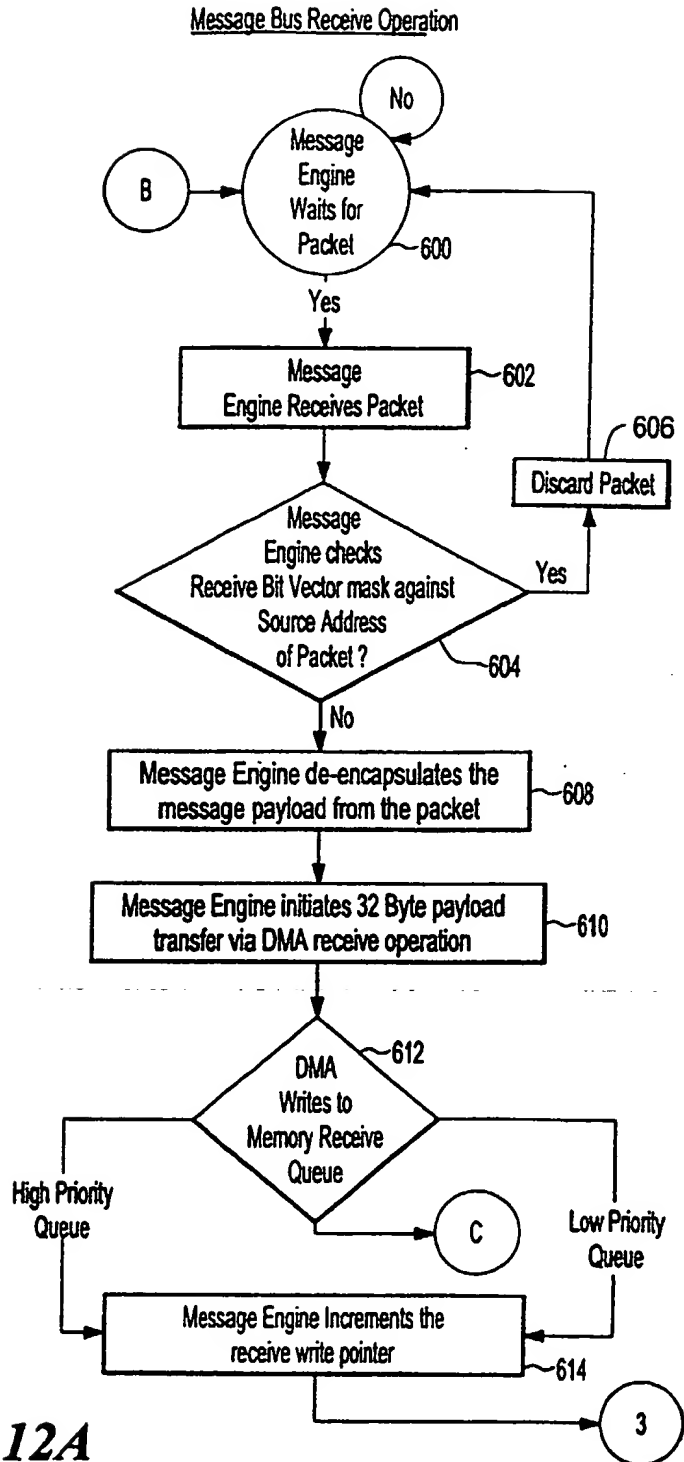 Message Bus Receive Operation
No
Message
Engine
Waits for
Packet
B
600
Yes
Message
Engine Receives Packet
602
606
Discard Packet
Message
Engine checks
Receive Bit Vector mask against
Source Address
of Packet ?
Yes
604
No
Message Engine de-encapsulates the
message payload from the packet
608
Message Engine initiates 32 Byte payload
transfer via DMA receive operation
610
612
DMA
Writes to
Memory Receive
Queue
High Priority
Queue
C
Low Priority
Queue
Message Engine Increments the
receive write pointer
614
3
12A